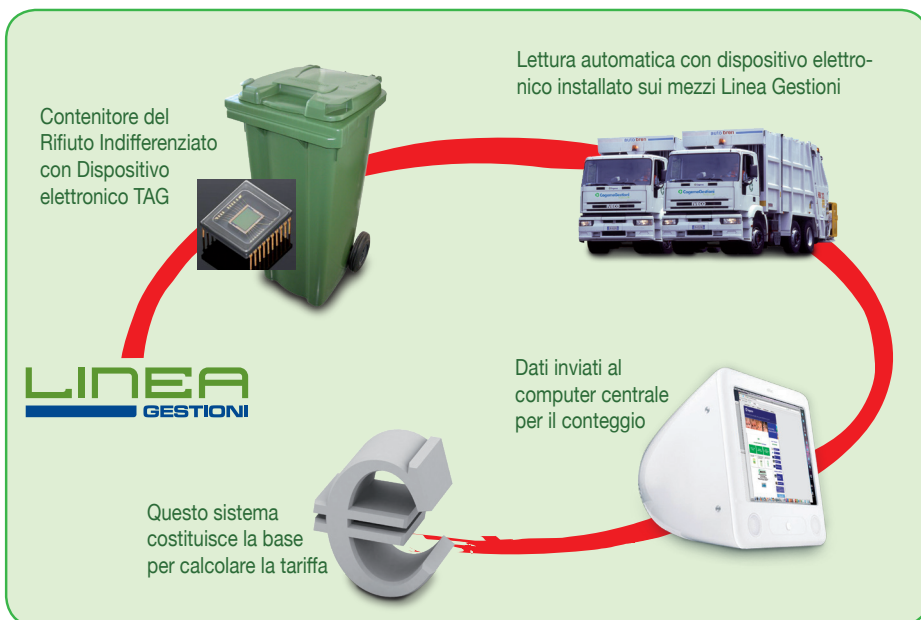 Lettura automatica con dispositivo elettro-
nico installato sui mezzi Linea Gestioni
Contenitore del
Rifiuto Indifferenziato
con Dispositivo
elettronico TAG
LINEA
GESTIONI
Dati inviati al
computer centrale
per il conteggio
Questo sistema
costituisce la base
per calcolare la tariffa